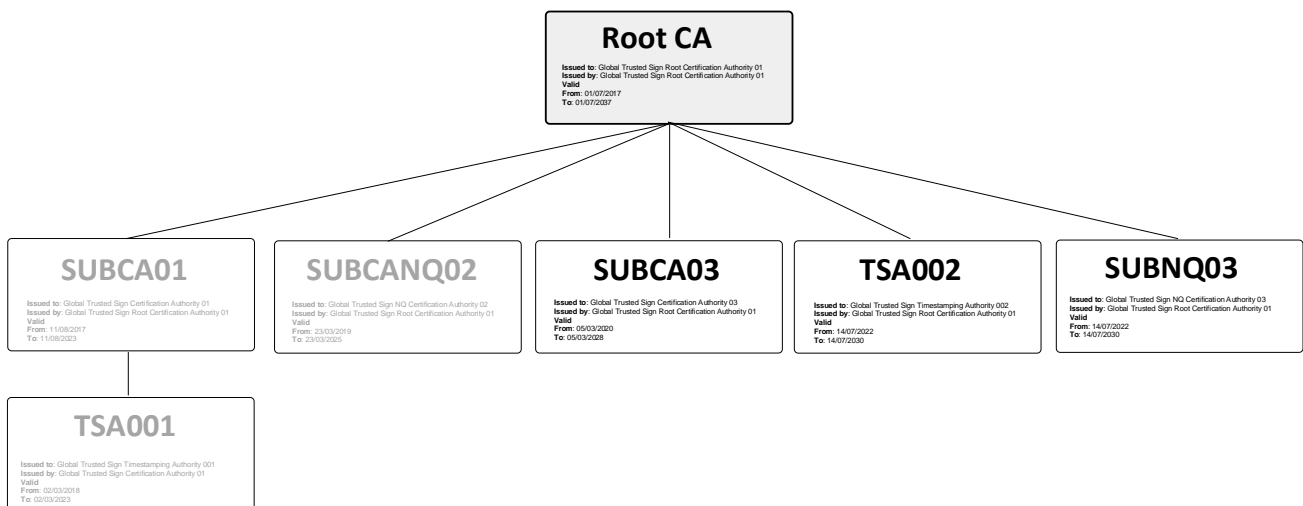 Root CA
Issued to: Global Trusted Sign Root Certification Authority 01
Issued by: Global Trusted Sign Root Certification Authority 01
Valid
From: 01/07/2017
To: 01/07/2037
SUBCA01
Issued to: Global Trusted Sign Certification Authority 01
Issued by: Global Trusted Sign Root Certification Authority 01
Valid
From: 11/08/2017
To: 11/08/2023
SUBCANQ02
Issued to: Global Trusted Sign NQ Certification Authority 02
Issued by: Global Trusted Sign Root Certification Authority 01
Valid
From: 23/03/2019
To: 23/03/2025
SUBCA03
Issued to: Global Trusted Sign Certification Authority 03
Issued by: Global Trusted Sign Root Certification Authority 01
Valid
From: 05/03/2020
To: 05/03/2028
TSA002
Issued to: Global Trusted Sign Timestamping Authority 002
Issued by: Global Trusted Sign Root Certification Authority 01
Valid
From: 14/07/2022
To: 14/07/2030
SUBNQ03
Issued to: Global Trusted Sign NQ Certification Authority 03
Issued by: Global Trusted Sign Root Certification Authority 01
Valid
From: 14/07/2022
To: 14/07/2030
TSA001
Issued to: Global Trusted Sign Timestamping Authority 001
Issued by: Global Trusted Sign Certification Authority 01
Valid
From: 02/03/2018
To: 02/03/2023